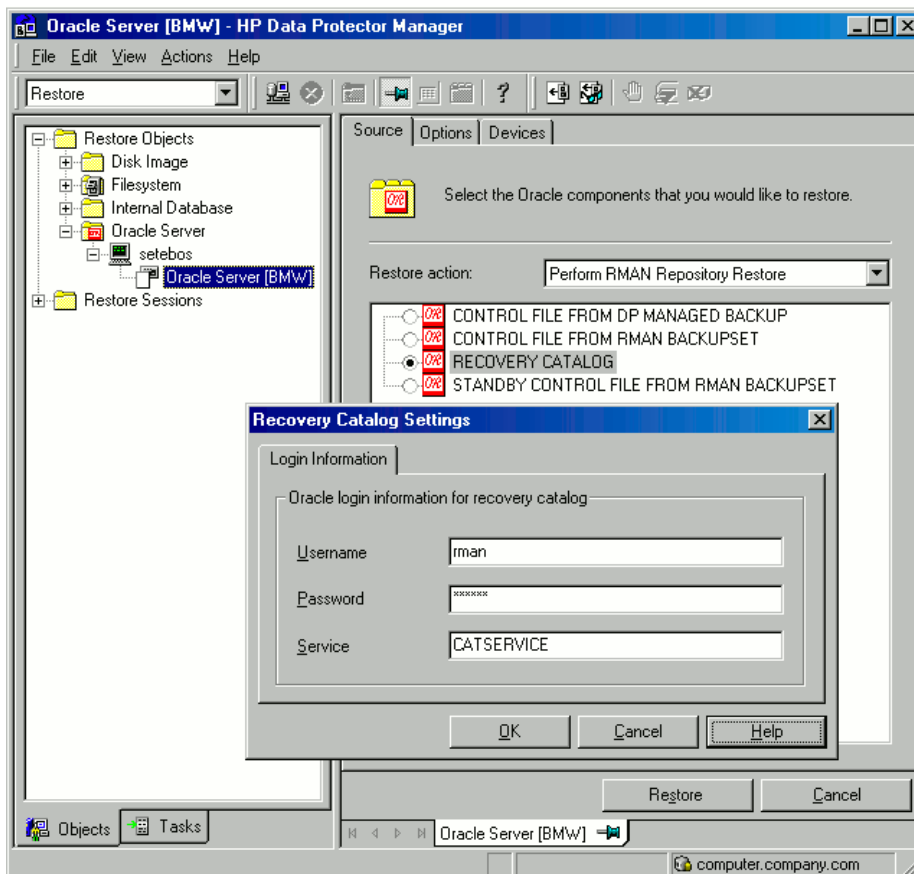 Oracle Server [BMW] - HP Data Protector Manager
File Edit View Actions Help
Restore
Source Options Devices
Restore Objects
Disk Image
Filesystem
Internal Database
Oracle Server
setebos
Oracle Server [BMW]
Restore Sessions
Select the Oracle components that you would like to restore.
Restore action: Perform RMAN Repository Restore
CONTROL FILE FROM DP MANAGED BACKUP
CONTROL FILE FROM RMAN BACKUPSET
RECOVERY CATALOG
STANDBY CONTROL FILE FROM RMAN BACKUPSET
Recovery Catalog Settings
Login Information
Oracle login information for recovery catalog
Username rman
Password xxxxxx
Service CATSERVICE
OK Cancel Help
Restore Cancel
Objects Tasks
Oracle Server [BMW]
computer.company.com